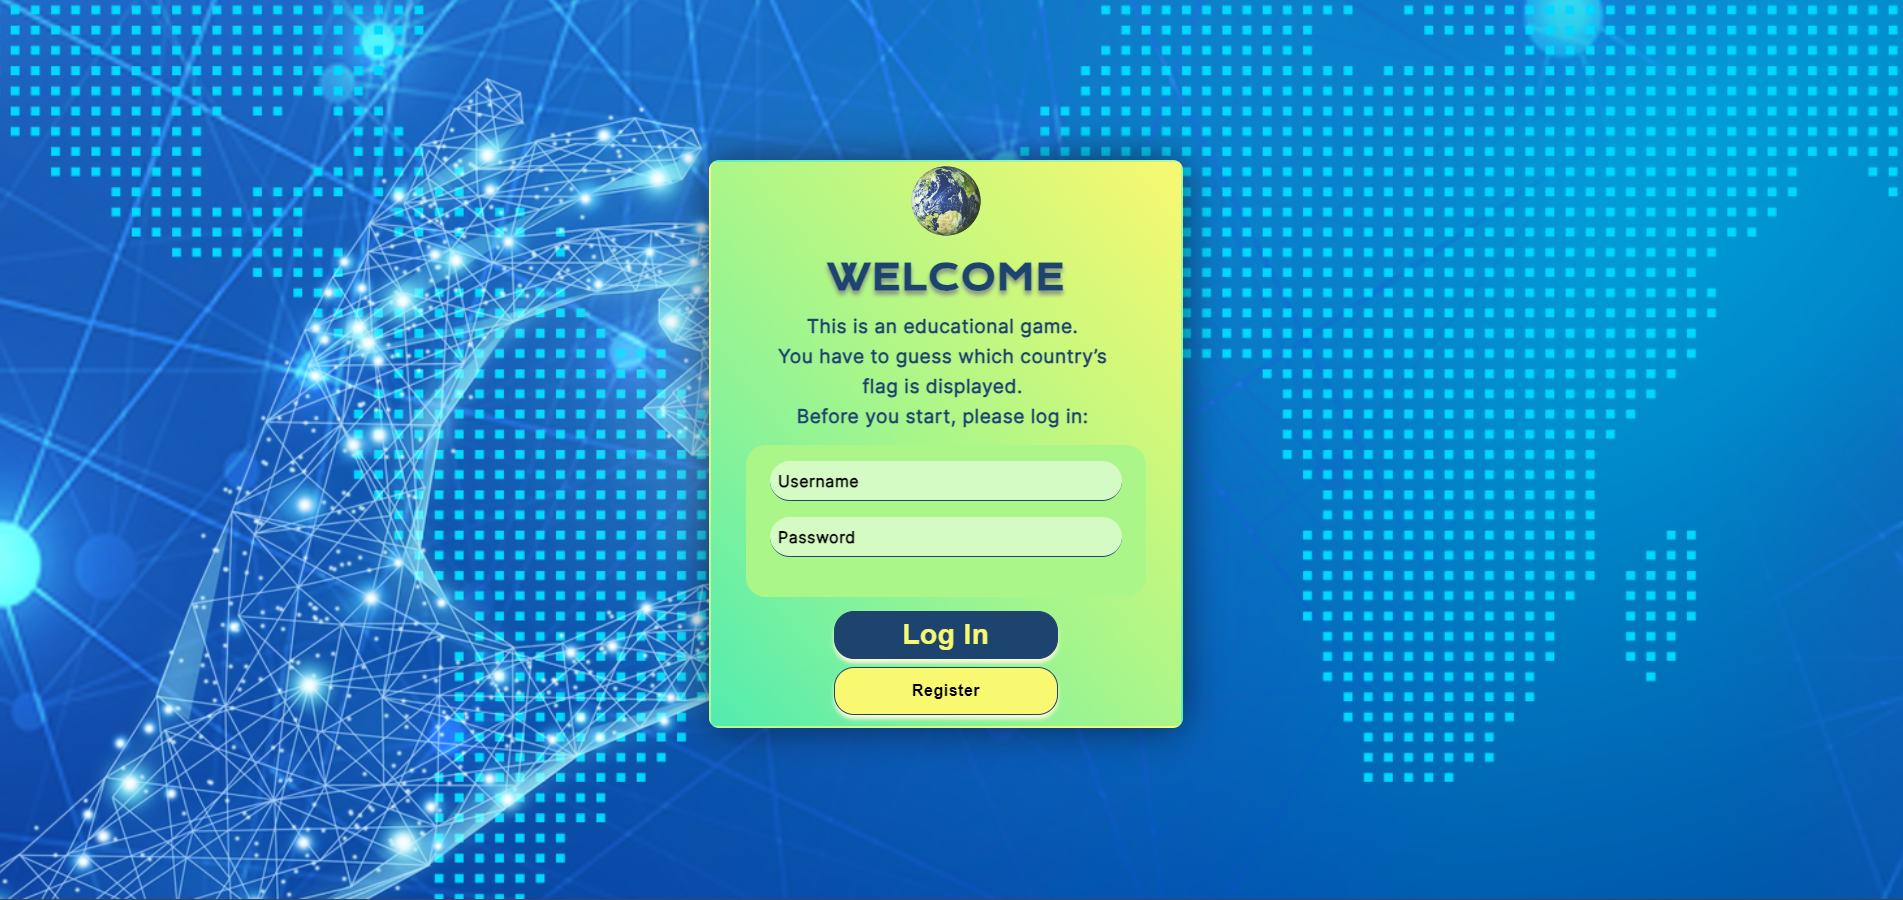 WELCOME
This is an educational game.
You have to guess which country’s
flag is displayed.
Before you start, please log in:
Username
Password
Log In
Register